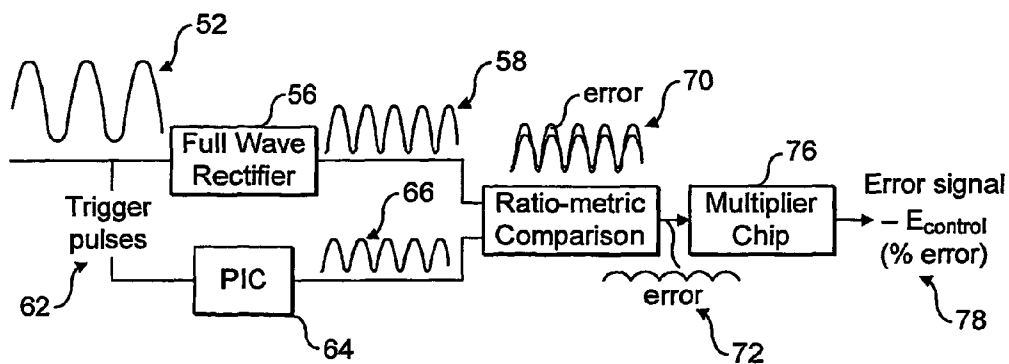 52
56
58
error
70
Full Wave
Rectifier
76
Trigger
pulses
66
Ratio-metric
Comparison
Multiplier
Chip
Error signal
– Econtrol
(% error)
62
PIC
64
error
72
78